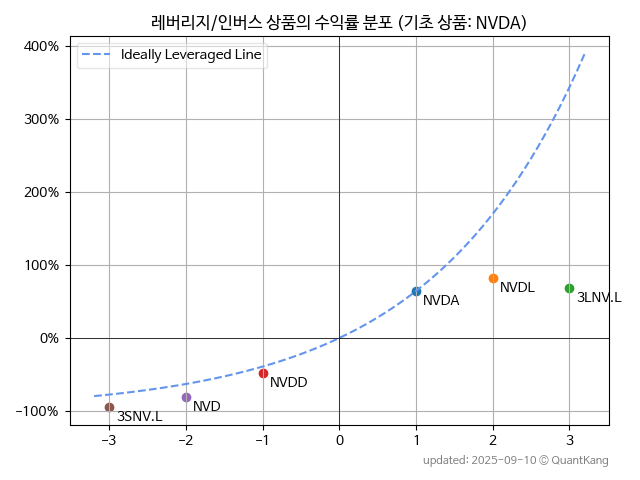 레버리지/인버스 상품의 수익률 분포 (기초 상품: NVDA)
400%
Ideally Leveraged Line
300%
200%
100%
NVDL
3LNV.L
NVDA
0%
NVDD
NVD
3SNV.L
−100%
−3 −2 −1 0 1 2 3
updated: 2025-09-10 © QuantKang